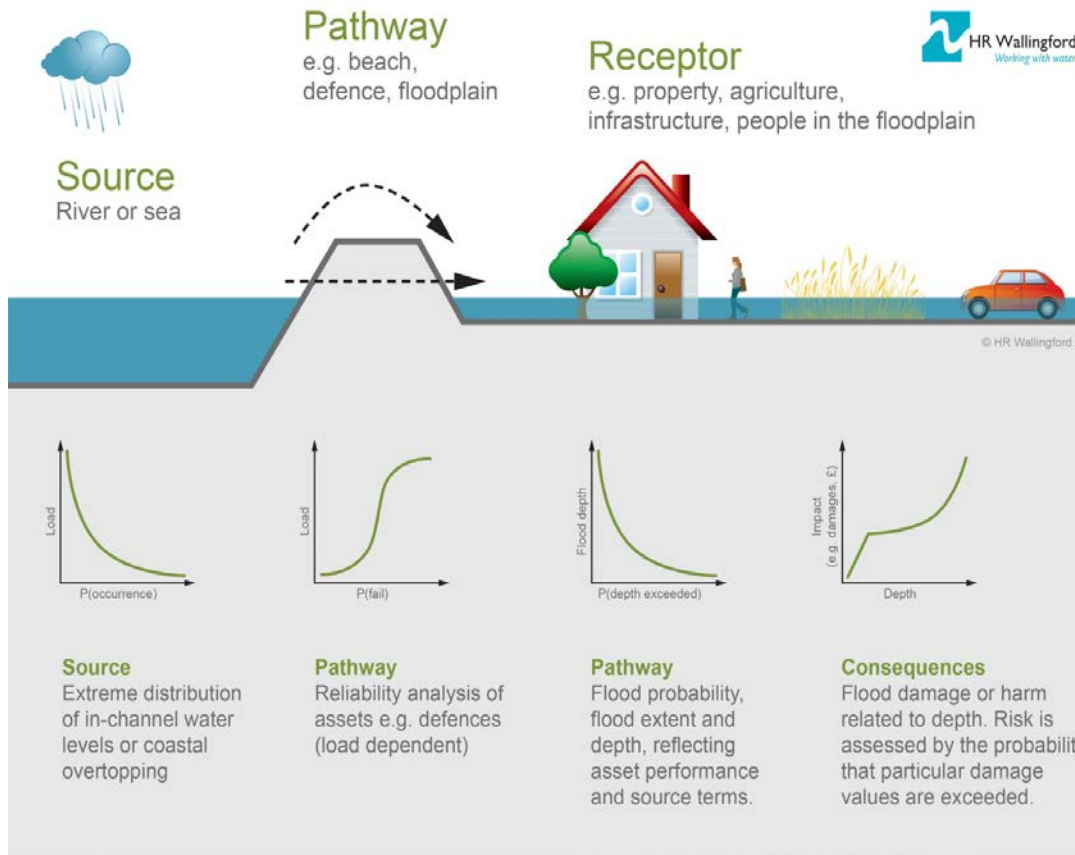 Pathway
e.g. beach,
defence, floodplain
Receptor
e.g. property, agriculture,
infrastructure, people in the floodplain
HR Wallingford
Working with water
Source
River or sea
© HR Wallingford
Load
P(occurrence)
Load
P(fail)
Flood depth
P(depth exceeded)
Impact
(e.g. damages, £)
Depth
Source
Extreme distribution
of in-channel water
levels or coastal
overtopping
Pathway
Reliability analysis of
assets e.g. defences
(load dependent)
Pathway
Flood probability,
flood extent and
depth, reflecting
asset performance
and source terms.
Consequences
Flood damage or harm
related to depth. Risk is
assessed by the probabilit
that particular damage
values are exceeded.